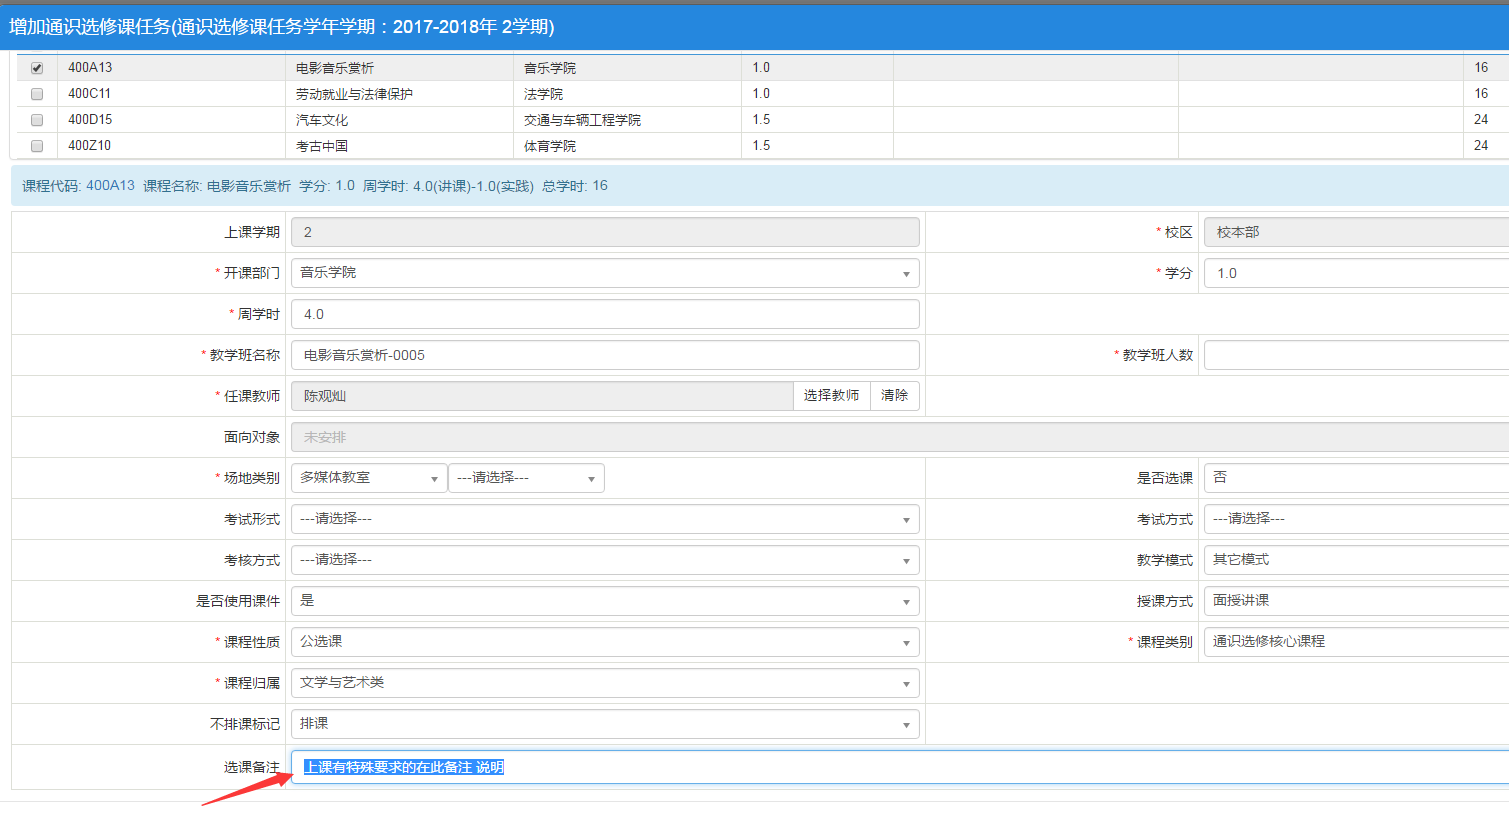 增加通识选修课任务(通识选修课任务学年学期：2017-2018年 2学期)
400A13 电影音乐赏析 音乐学院 1.0 16
400C11 劳动就业与法律保护 法学院 1.0 16
400D15 汽车文化 交通与车辆工程学院 1.5 24
400Z10 考古中国 体育学院 1.5 24
课程代码: 400A13 课程名称: 电影音乐赏析 学分: 1.0 周学时: 4.0(讲课)-1.0(实践) 总学时: 16
上课学期 2 * 校区 校本部
* 开课部门 音乐学院 * 学分 1.0
* 周学时 4.0
* 教学班名称 电影音乐赏析-0005 * 教学班人数
* 任课教师 陈观灿 选择教师 清除
面向对象 未安排
* 场地类别 多媒体教室 ---请选择--- 是否选课 否
考试形式 ---请选择--- 考试方式 ---请选择---
考核方式 ---请选择--- 教学模式 其它模式
是否使用课件 是 授课方式 面授讲课
* 课程性质 公选课 * 课程类别 通识选修核心课程
* 课程归属 文学与艺术类
不排课标记 排课
选课备注 上课有特殊要求的在此备注 说明